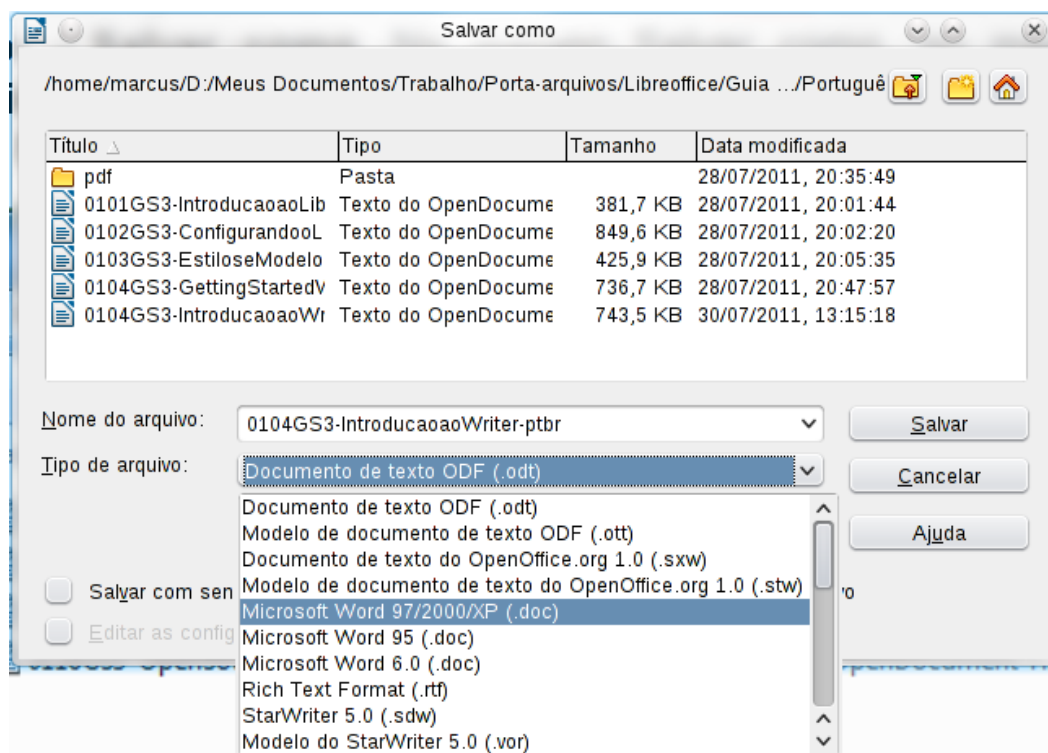 Salvar como
/home/marcus/D:/Meus Documentos/Trabalho/Porta-arquivos/Libreoffice/Guia .../Portuguê
Título Tipo Tamanho Data modificada
pdf Pasta 28/07/2011, 20:35:49
0101GS3-IntroducaoaoLib Texto do OpenDocume 381,7 KB 28/07/2011, 20:01:44
0102GS3-ConfigurandooL Texto do OpenDocume 849,6 KB 28/07/2011, 20:02:20
0103GS3-EstiloseModelo Texto do OpenDocume 425,9 KB 28/07/2011, 20:05:35
0104GS3-GettingStartedW Texto do OpenDocume 736,7 KB 28/07/2011, 20:47:57
0104GS3-IntroducaoaoWr Texto do OpenDocume 743,5 KB 30/07/2011, 13:15:18
Nome do arquivo: 0104GS3-IntroducaoaoWriter-ptbr Salvar
Tipo de arquivo: Documento de texto ODF (.odt) Cancelar
Documento de texto ODF (.odt)
Modelo de documento de texto ODF (.ott) Ajuda
Documento de texto do OpenOffice.org 1.0 (.sxw)
Salvar com sen Modelo de documento de texto do OpenOffice.org 1.0 (.stw) vo
Microsoft Word 97/2000/XP (.doc)
Editar as config Microsoft Word 95 (.doc)
Microsoft Word 6.0 (.doc)
Rich Text Format (.rtf)
StarWriter 5.0 (.sdw)
Modelo do StarWriter 5.0 (.vor)